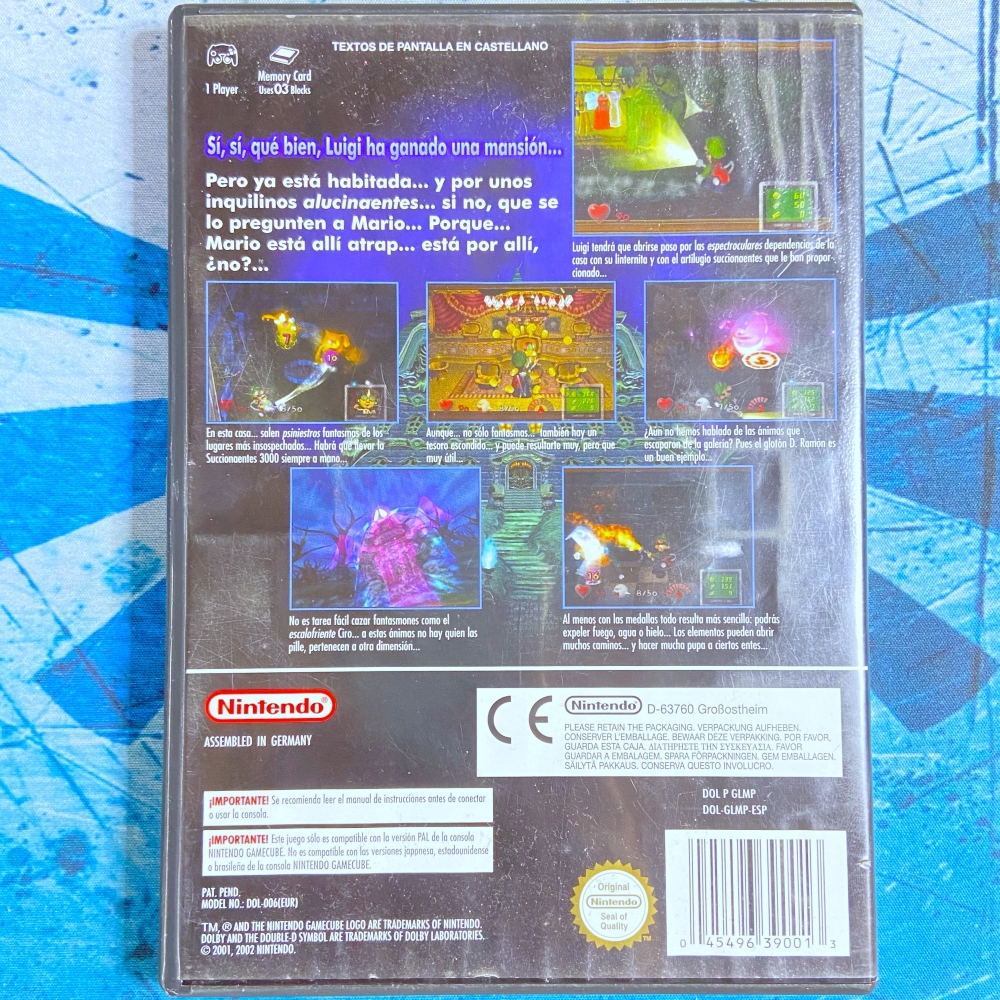 TEXTOS DE PANTALLA EN CASTELLANO
1 Player
Memory Card
Uses 03 Blocks
Sí, sí, qué bien, Luigi ha ganado una mansión...
Pero ya está habitada... y por unos
inquilinos alucinaentes... si no, que se
lo pregunten a Mario... Porque...
Mario está allí atrap... está por allí,
¿no?...
Luigi tendrá que abrirse paso por las espectroculares dependencias de la
casa con su linternita y con el artilugio succionaentes que le han propor-
cionado...
En esta casa... salen psiniestros fantasmas de los
lugares más insospechados... Habrá que llevar la
Succionaentes 3000 siempre a mano...
Aunque... no sólo fantasmas... También hay un
tesoro escondido... y puede resultarte muy, pero que
muy útil...
¿Aún no hemos hablado de las ánimas que
escaparon de la galería? Pues el glotón D. Ramón es
un buen ejemplo...
No es tarea fácil cazar fantasmones como el
escalofriente Ciro... a estas ánimas no hay quien las
pille, pertenecen a otra dimensión...
Al menos con las medallas todo resulta más sencillo: podrás
expeler fuego, agua o hielo... Los elementos pueden abrir
muchos caminos... y hacer mucha pupa a ciertos entes...
Nintendo®
ASSEMBLED IN GERMANY
CE
Nintendo D-63760 Großostheim
PLEASE RETAIN THE PACKAGING. VERPACKUNG AUFHEBEN.
CONSERVER L'EMBALLAGE. BEWAAR DEZE VERPAKKING. POR FAVOR,
GUARDA ESTA CAJA. ΔΙΑΤΗΡΗΣΤΕ ΤΗΝ ΣΥΣΚΕΥΑΣΙΑ. FAVOR
GUARDAR A EMBALAGEM. SPARA FÖRPACKNINGEN. GEM EMBALLAGEN.
SÄILYTÄ PAKKAUS. CONSERVA QUESTO INVOLUCRO.
DOL P GLMP
DOL-GLMP-ESP
¡IMPORTANTE! Se recomienda leer el manual de instrucciones antes de conectar
o usar la consola.
¡IMPORTANTE! Este juego sólo es compatible con la versión PAL de la consola
NINTENDO GAMECUBE. No es compatible con las versiones japonesa, estadounidense
o brasileña de la consola NINTENDO GAMECUBE.
PAT. PEND.
MODEL NO.: DOL-006(EUR)
TM, ® AND THE NINTENDO GAMECUBE LOGO ARE TRADEMARKS OF NINTENDO.
DOLBY AND THE DOUBLE-D SYMBOL ARE TRADEMARKS OF DOLBY LABORATORIES.
© 2001, 2002 NINTENDO.
Original
Nintendo
Seal of
Quality
TM
0 45496 39001 3